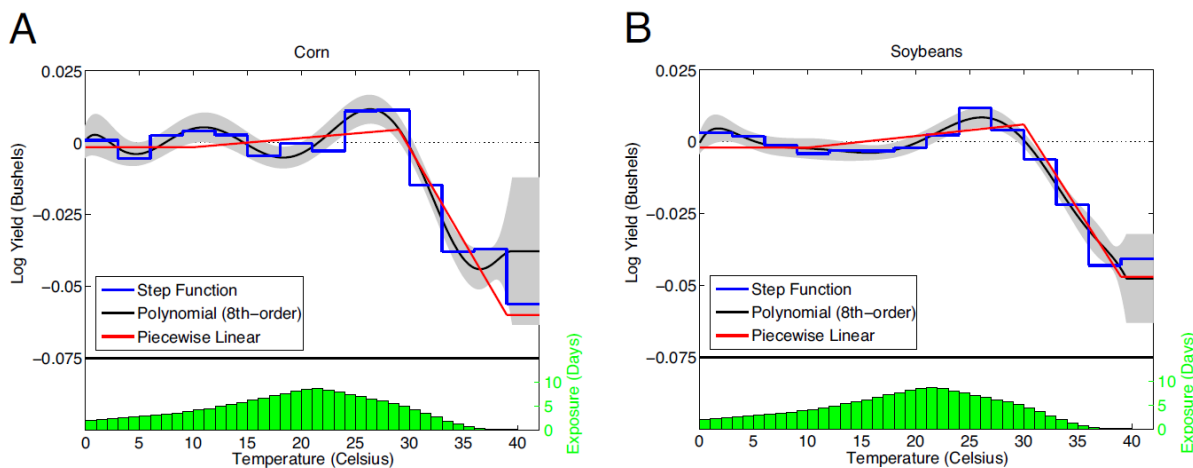 A
Corn
0.025
0
−0.025
−0.05
−0.075
Log Yield (Bushels)
Step Function
Polynomial (8th-order)
Piecewise Linear
10
5
0
Exposure (Days)
0 5 10 15 20 25 30 35 40
Temperature (Celsius)
B
Soybeans
0.025
0
−0.025
−0.05
−0.075
Log Yield (Bushels)
Step Function
Polynomial (8th-order)
Piecewise Linear
10
5
0
Exposure (Days)
0 5 10 15 20 25 30 35 40
Temperature (Celsius)